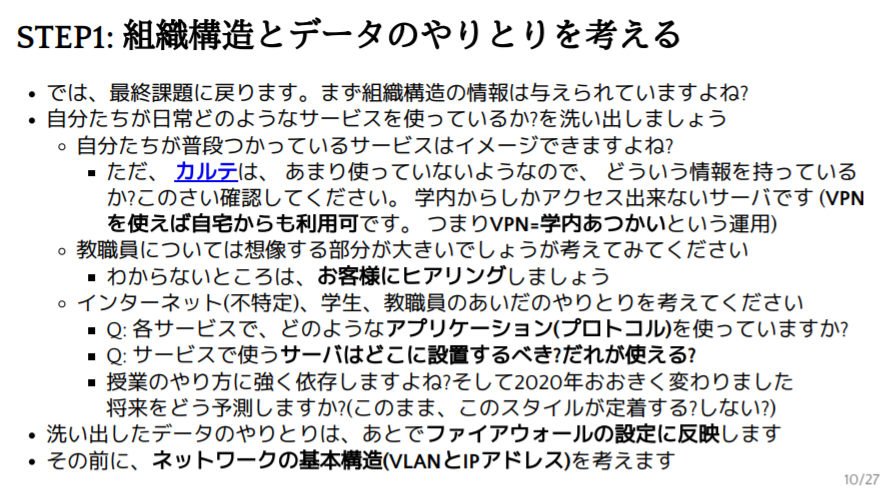 STEP1: 組織構造とデータのやりとりを考える
• では、最終課題に戻ります。まず組織構造の情報は与えられていますよね?
• 自分たちが日常どのようなサービスを使っているか?を洗い出しましょう
◦ 自分たちが普段つかっているサービスはイメージできますよね?
▪ ただ、 カルテは、 あまり使っていないようなので、 どういう情報を持っている
か?このさい確認してください。 学内からしかアクセス出来ないサーバです (VPN
を使えば自宅からも利用可です。 つまりVPN=学内あつかいという運用)
◦ 教職員については想像する部分が大きいでしょうが考えてみてください
▪ わからないところは、お客様にヒアリングしましょう
◦ インターネット(不特定)、学生、教職員のあいだのやりとりを考えてください
▪ Q: 各サービスで、どのようなアプリケーション(プロトコル)を使っていますか?
▪ Q: サービスで使うサーバはどこに設置するべき?だれが使える?
▪ 授業のやり方に強く依存しますよね?そして2020年おおきく変わりました
将来をどう予測しますか?(このまま、このスタイルが定着する?しない?)
• 洗い出したデータのやりとりは、あとでファイアウォールの設定に反映します
• その前に、ネットワークの基本構造(VLANとIPアドレス)を考えます
10/27